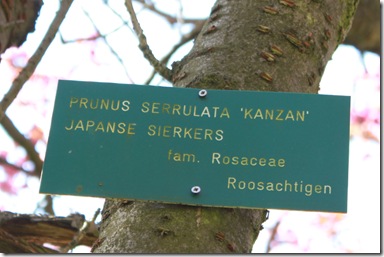 PRUNUS SERRULATA 'KANZAN'
JAPANSE SIERKERS
fam. Rosaceae
Roosachtigen